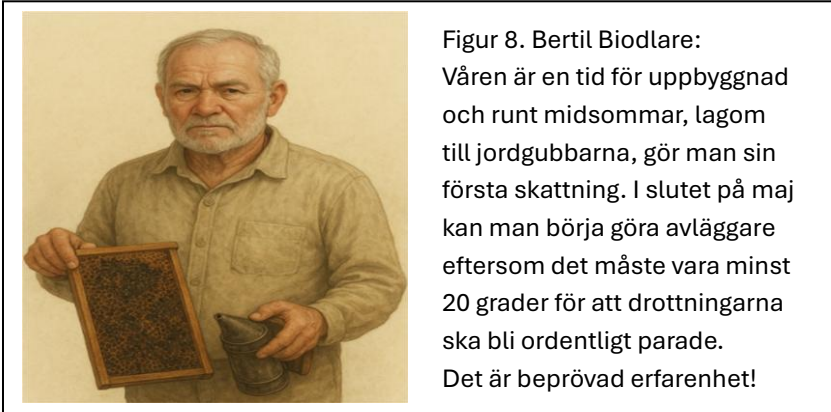 Figur 8. Bertil Biodlare:
Våren är en tid för uppbyggnad
och runt midsommar, lagom
till jordgubbarna, gör man sin
första skattning. I slutet på maj
kan man börja göra avläggare
eftersom det måste vara minst
20 grader för att drottningarna
ska bli ordentligt parade.
Det är beprövad erfarenhet!